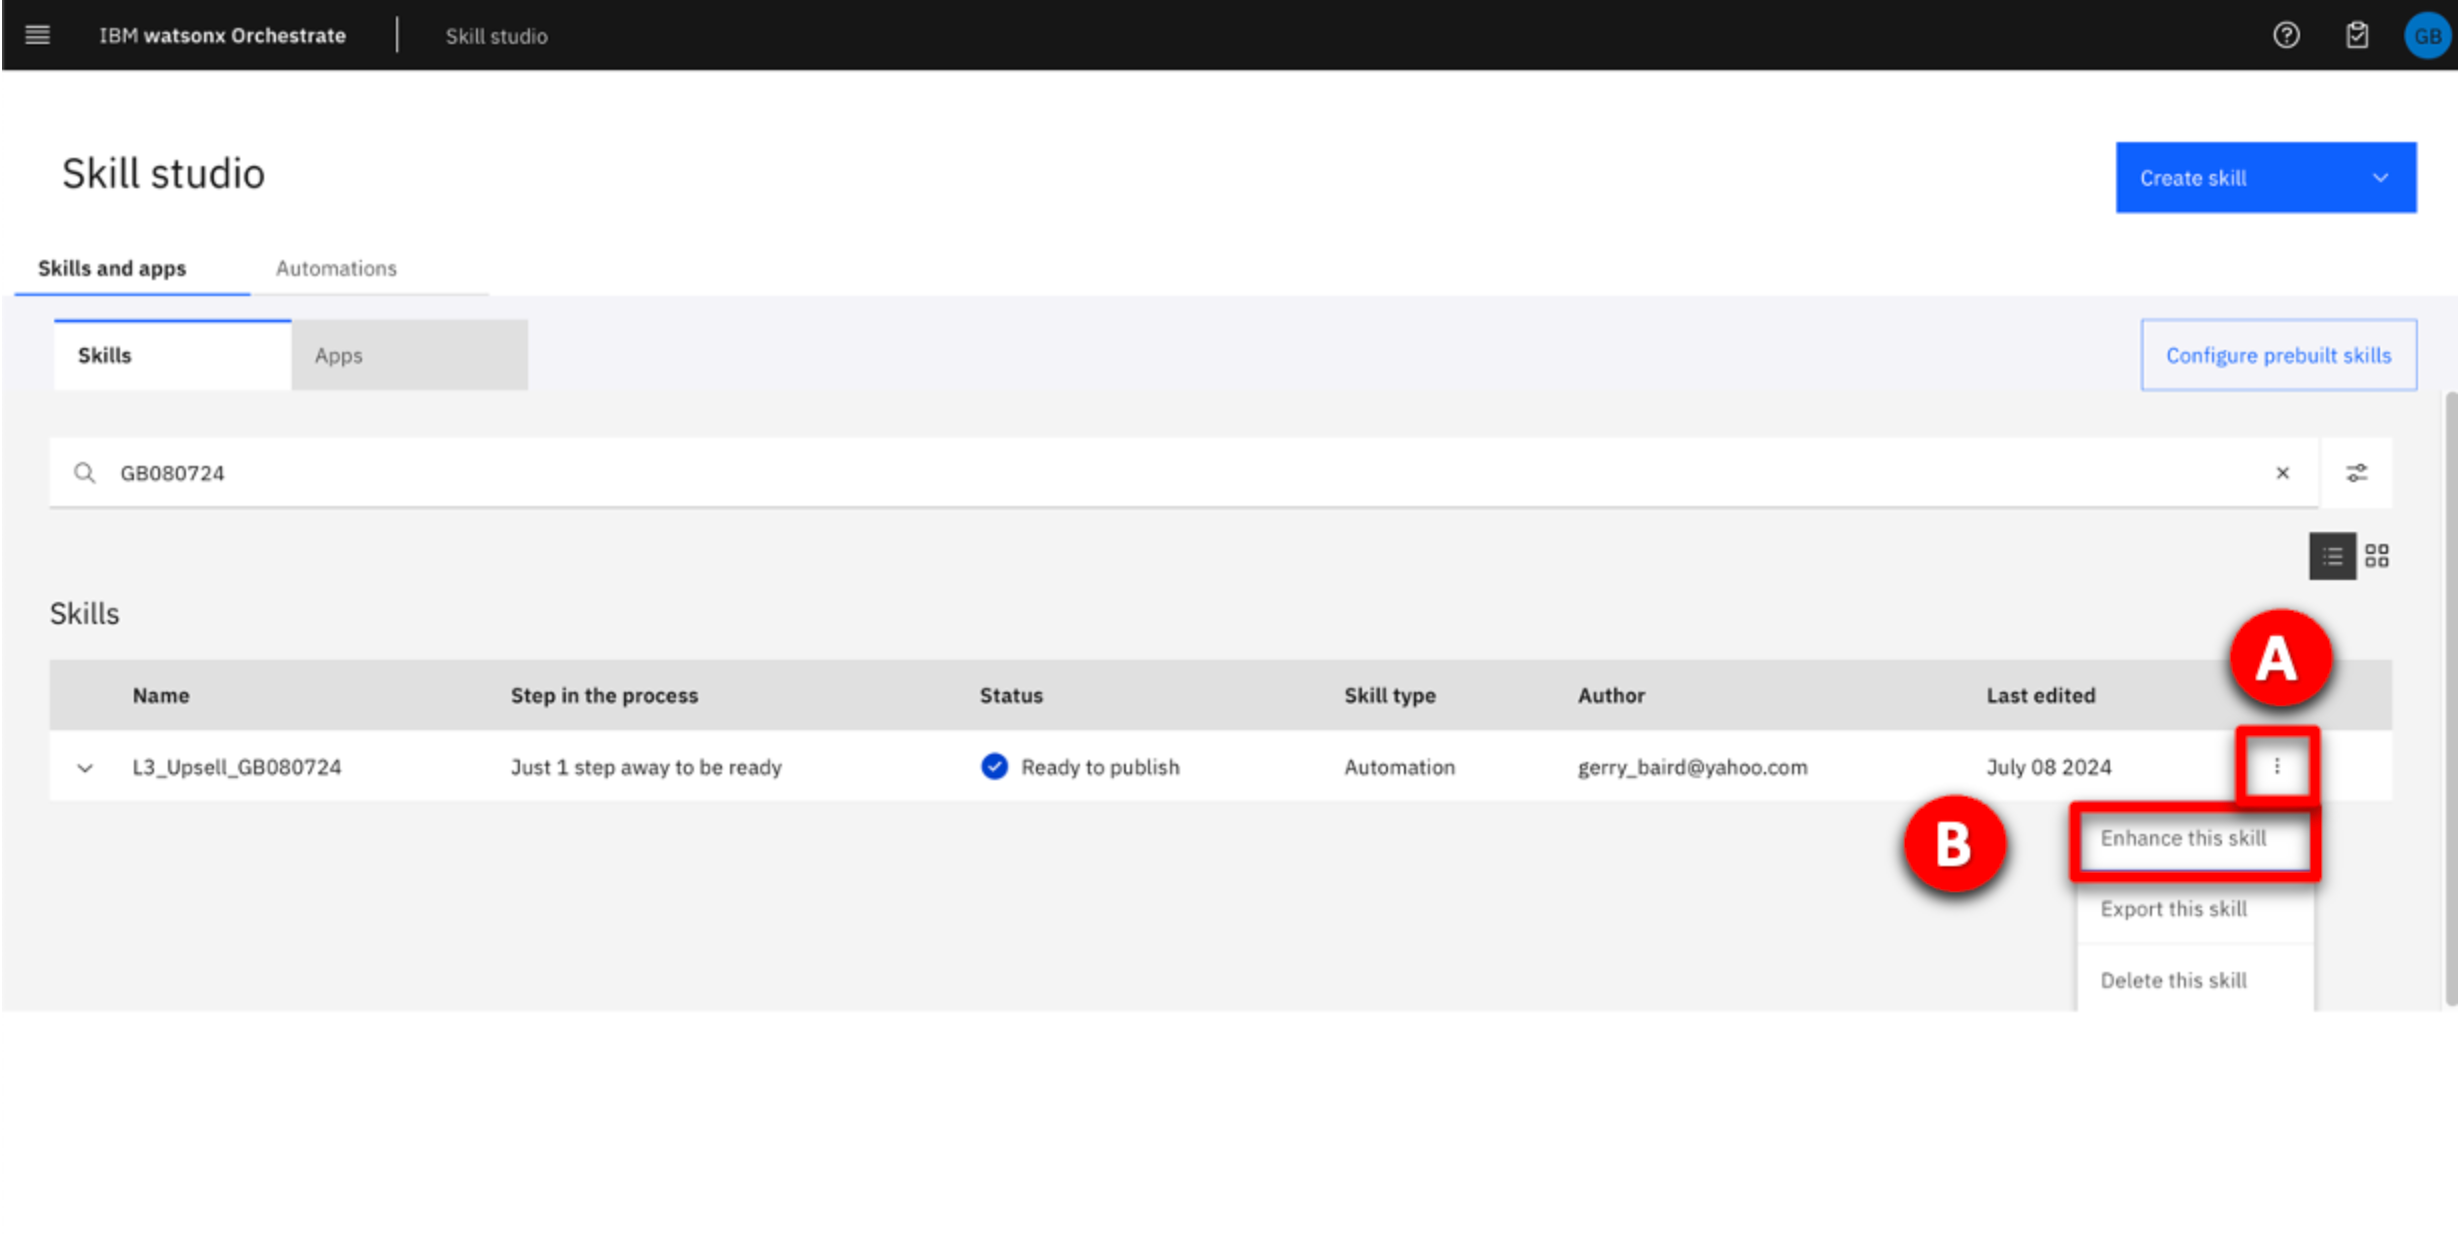 IBM watsonx Orchestrate Skill studio GB
Skill studio
Create skill
Skills and apps Automations
Skills Apps Configure prebuilt skills
GB080724
Skills
A
Name Step in the process Status Skill type Author Last edited
L3_Upsell_GB080724 Just 1 step away to be ready Ready to publish Automation gerry_baird@yahoo.com July 08 2024
B
Enhance this skill
Export this skill
Delete this skill